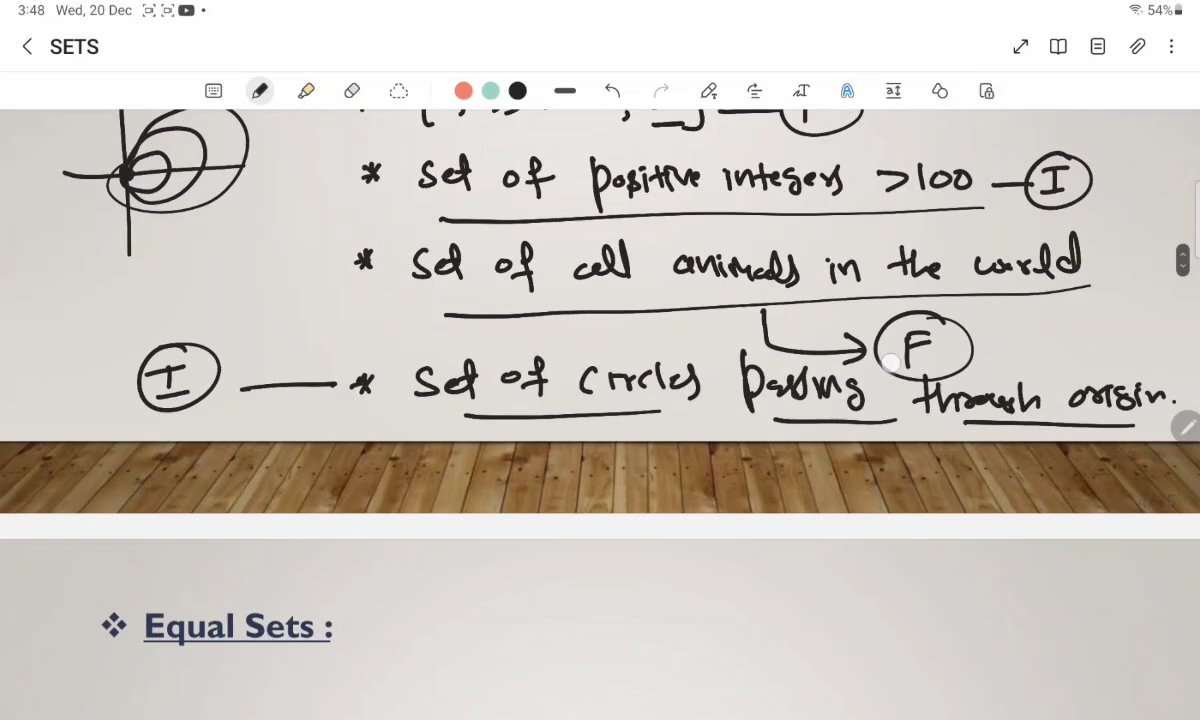 3:48 Wed, 20 Dec 54%
SETS
* set of positive integers >100 — I
* set of all animals in the world
F
I — * set of circles passing through origin.
❖ Equal Sets :